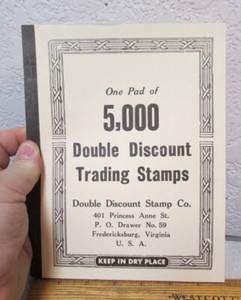 One Pad of
5,000
Double Discount
Trading Stamps
Double Discount Stamp Co.
401 Princess Anne St.
P. O. Drawer No. 59
Fredericksburg, Virginia
U. S. A.
KEEP IN DRY PLACE